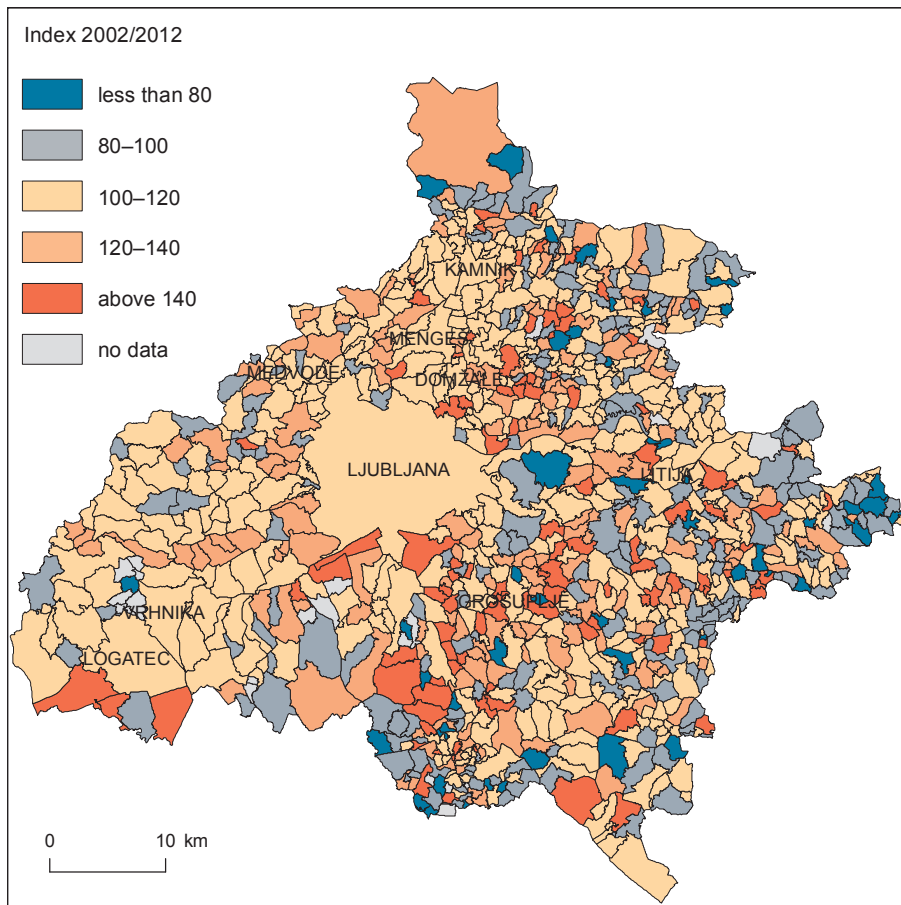 Index 2002/2012
less than 80
80–100
100–120
120–140
above 140
no data
KAMNIK
MENGEŠ
MEDVODE
DOMŽALE
LJUBLJANA
LITIJA
GROSUPLJE
VRHNIKA
LOGATEC
0 10 km